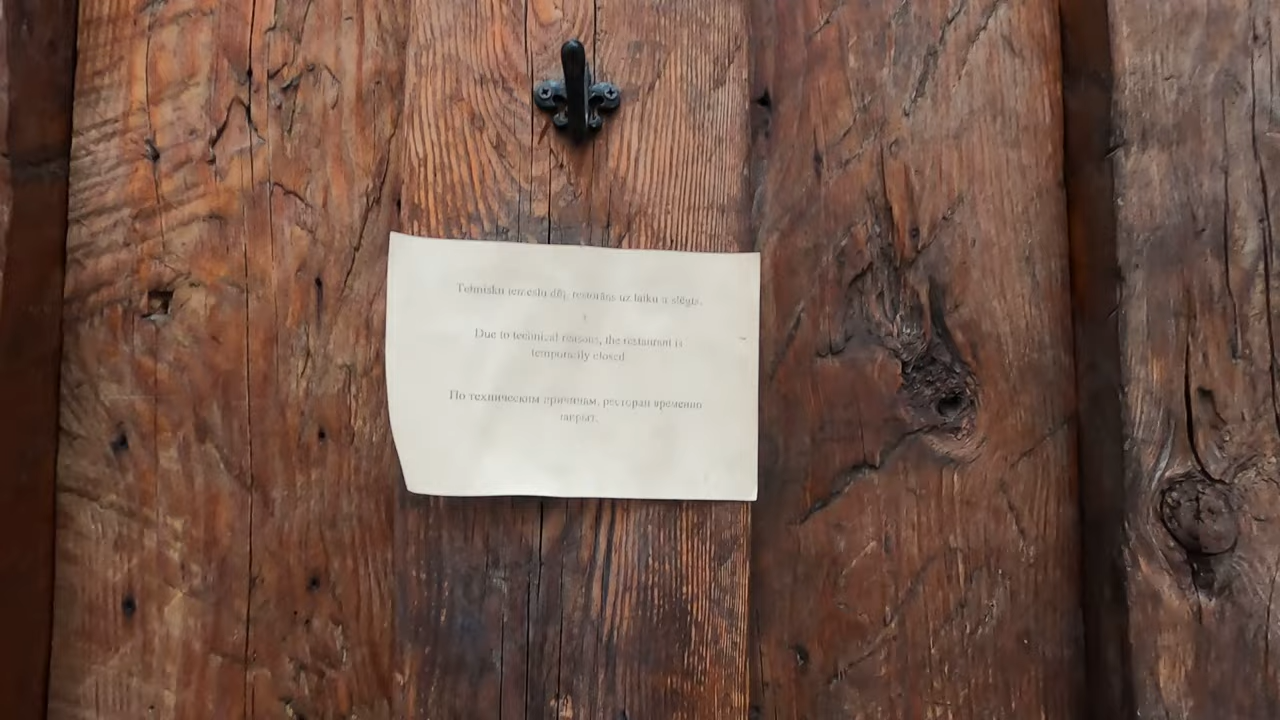 Tehnisku iemeslu dēļ, restorāns uz laiku ir slēgts.
Due to technical reasons, the restaurant is
temporarily closed
По техническим причинам, ресторан временно
закрыт.